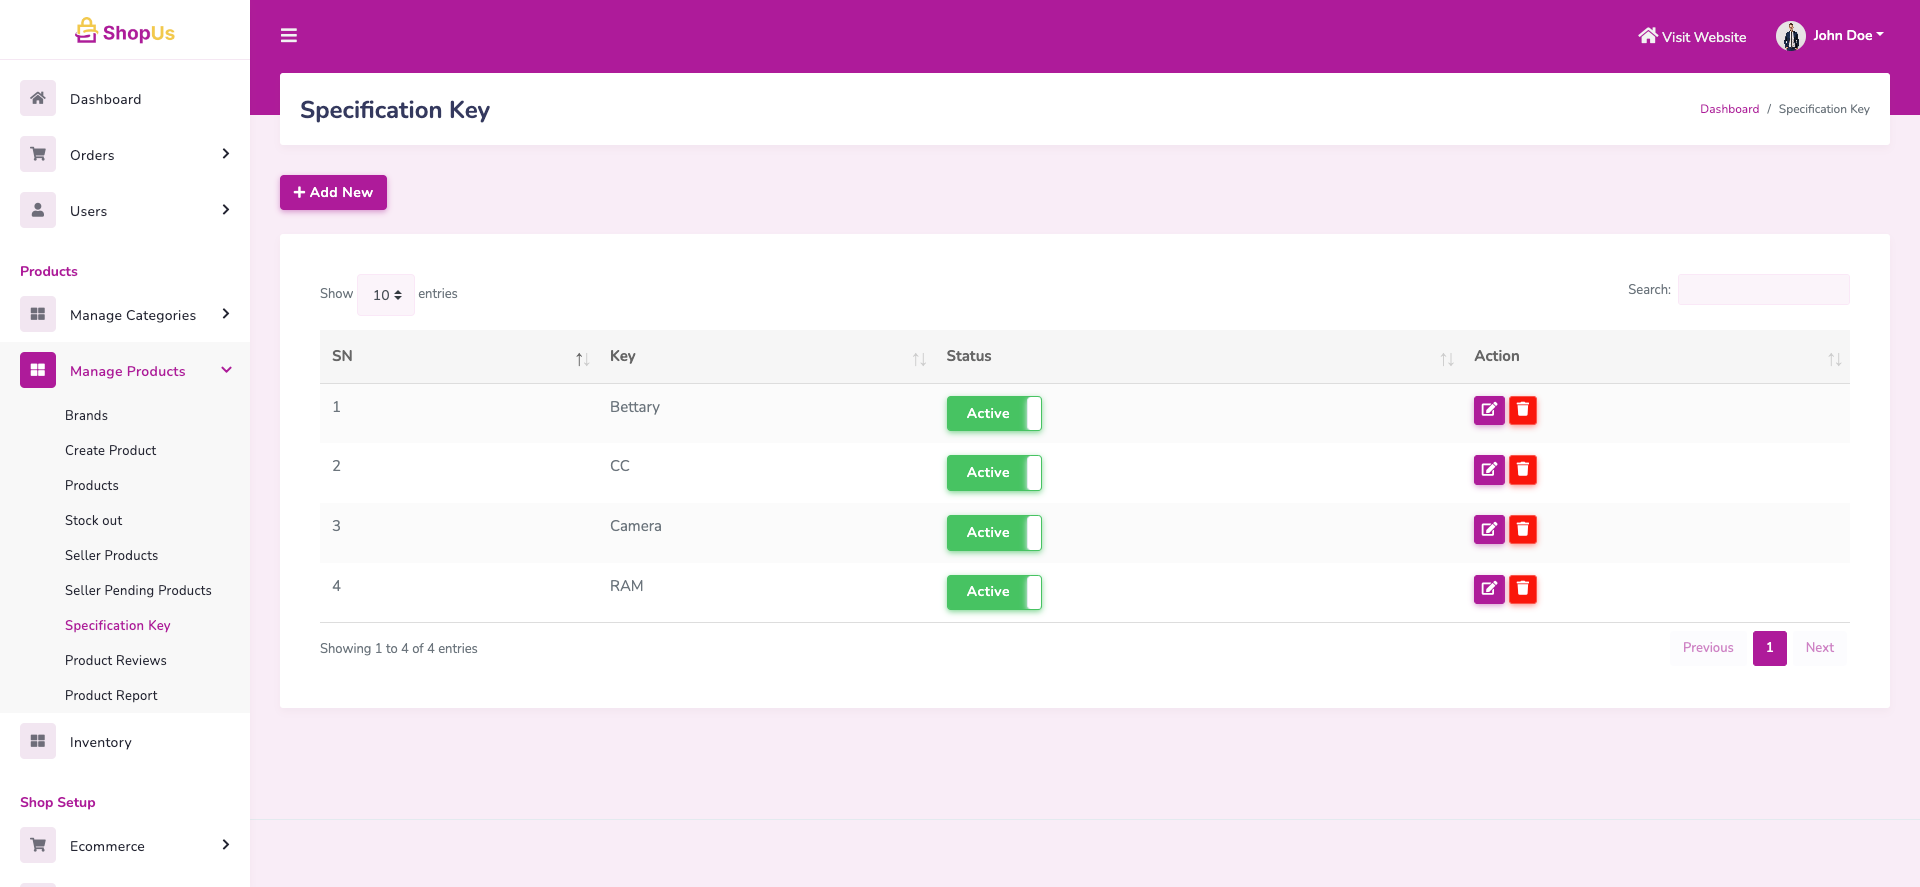 ShopUs
Visit Website
John Doe
Specification Key
Dashboard / Specification Key
Dashboard
Orders
Users
Products
Manage Categories
Manage Products
Brands
Create Product
Products
Stock out
Seller Products
Seller Pending Products
Specification Key
Product Reviews
Product Report
Inventory
Shop Setup
Ecommerce
Add New
Show 10 entries
Search:
SN Key Status Action
1 Bettary Active
2 CC Active
3 Camera Active
4 RAM Active
Showing 1 to 4 of 4 entries
Previous 1 Next